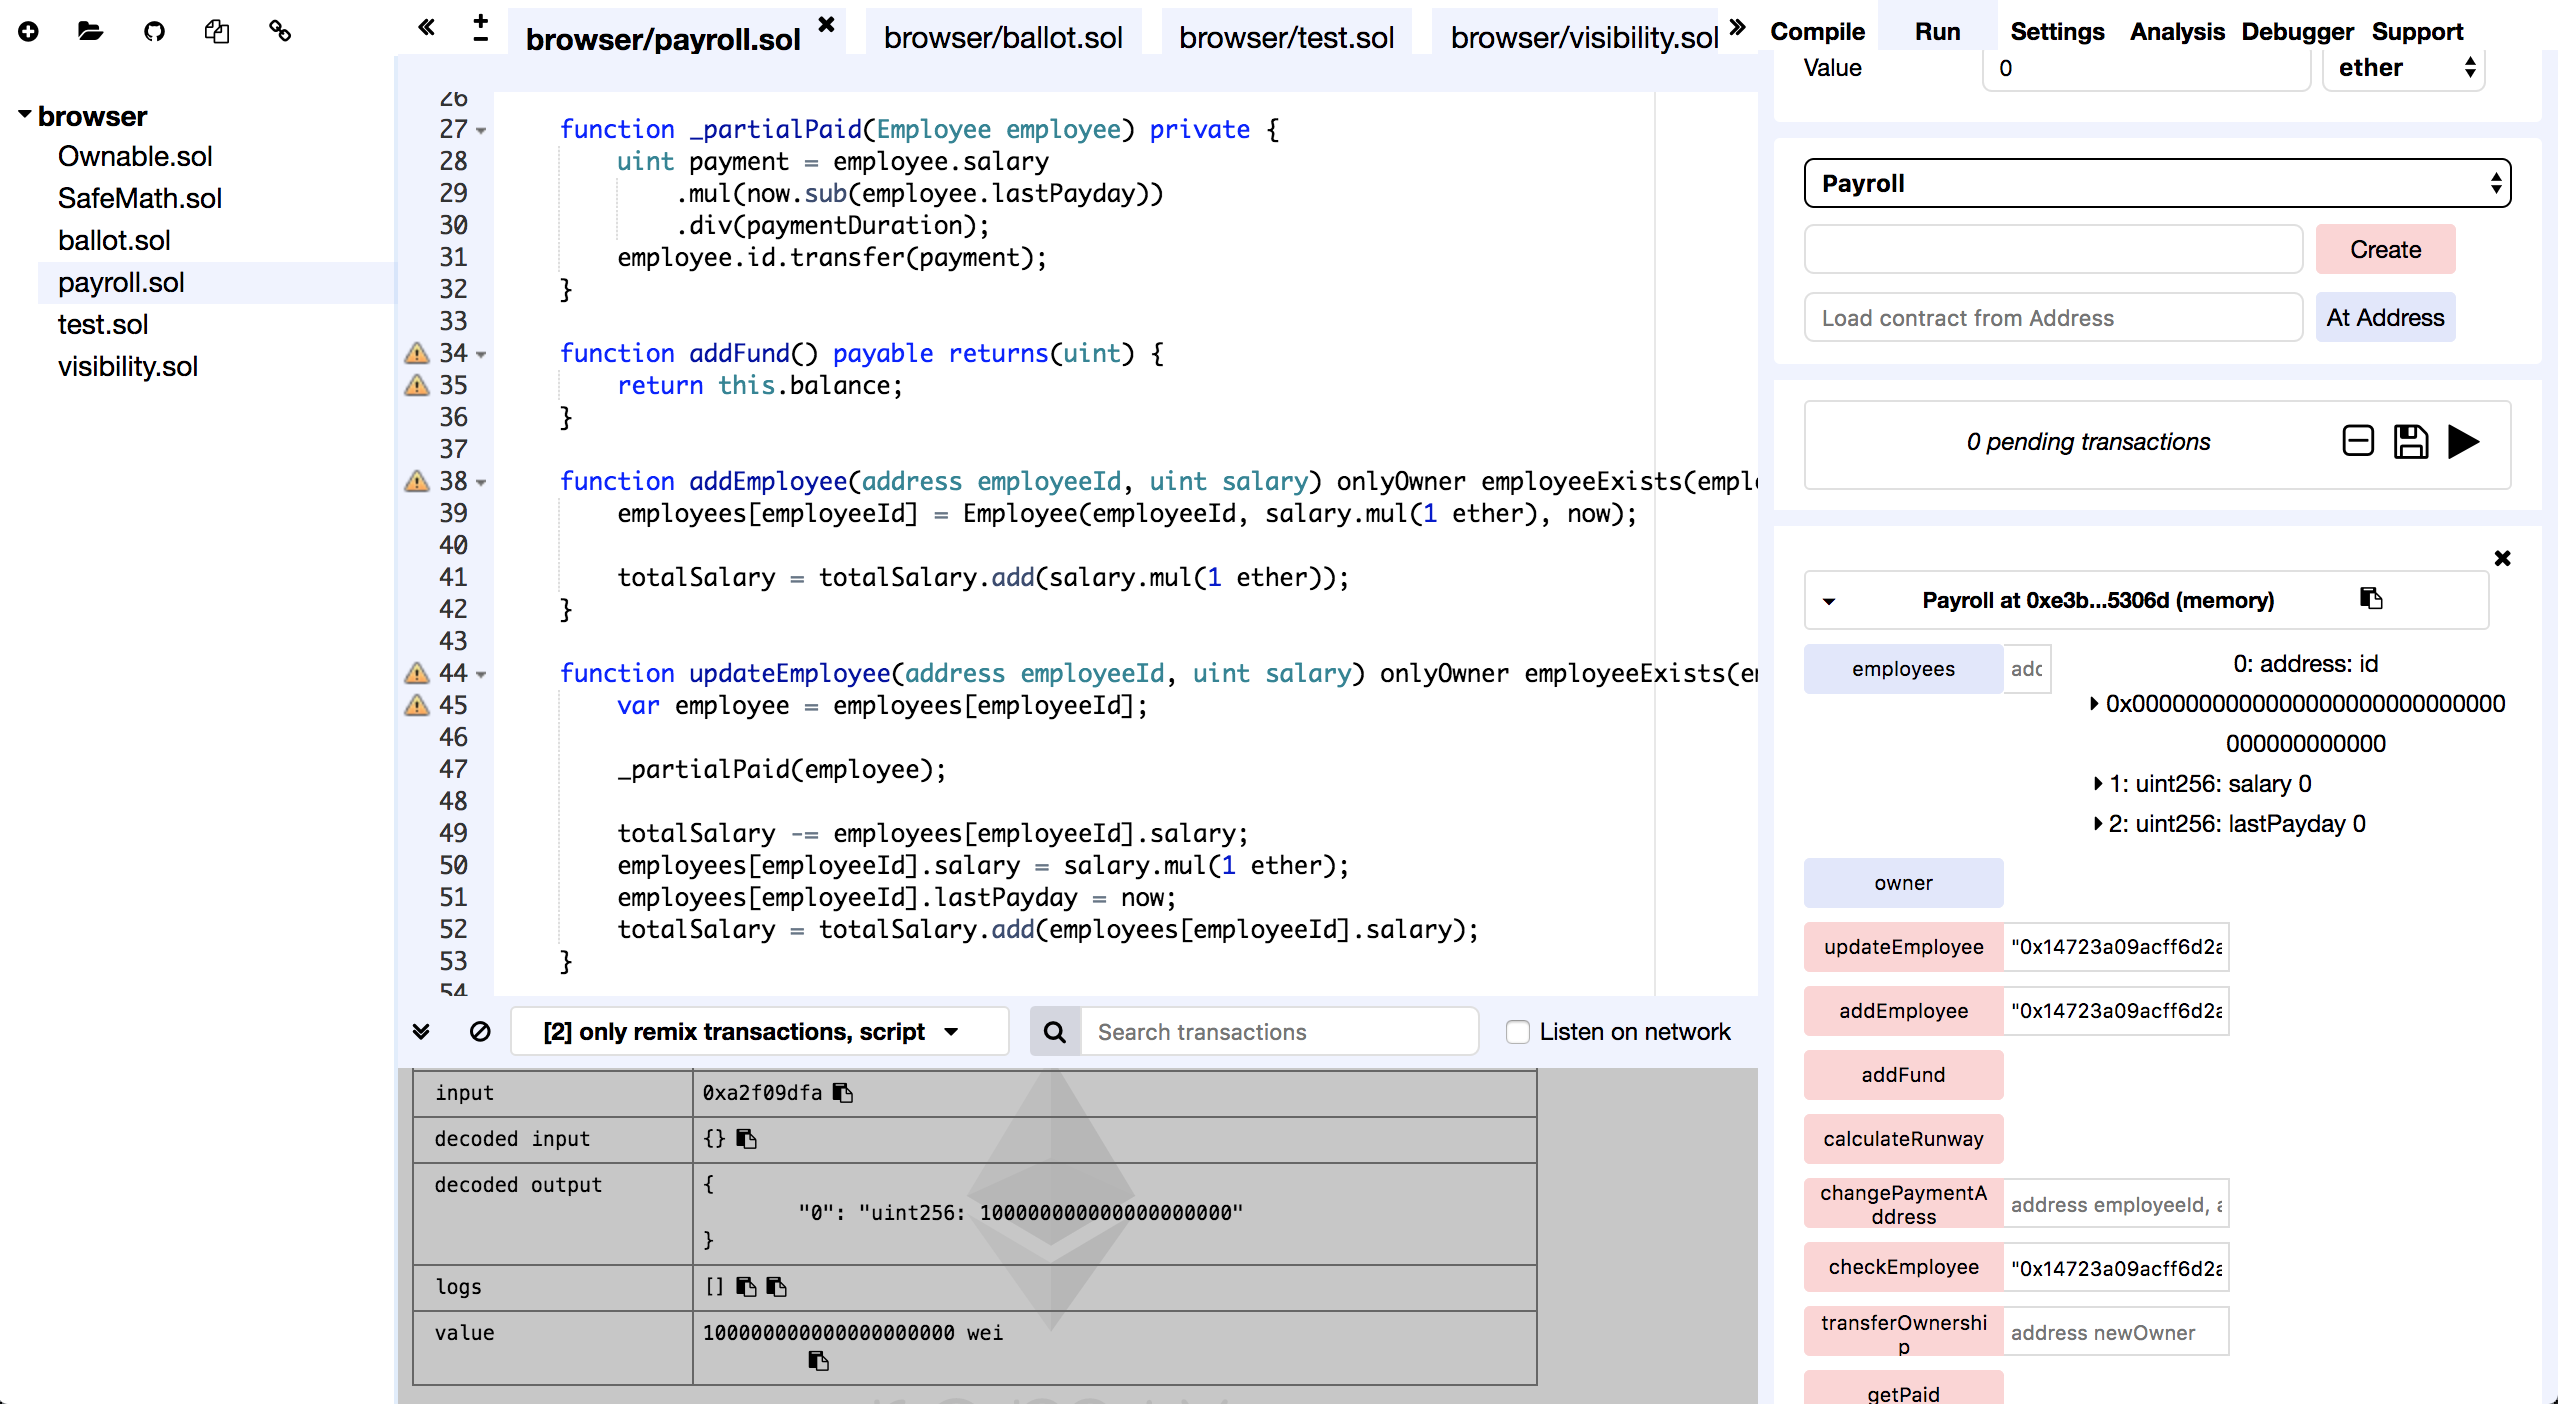 browser
Ownable.sol
SafeMath.sol
ballot.sol
payroll.sol
test.sol
visibility.sol
browser/payroll.sol
browser/ballot.sol
browser/test.sol
browser/visibility.sol
26
27 function _partialPaid(Employee employee) private {
28 uint payment = employee.salary
29 .mul(now.sub(employee.lastPayday))
30 .div(paymentDuration);
31 employee.id.transfer(payment);
32 }
33
34 function addFund() payable returns(uint) {
35 return this.balance;
36 }
37
38 function addEmployee(address employeeId, uint salary) onlyOwner employeeExists(empl
39 employees[employeeId] = Employee(employeeId, salary.mul(1 ether), now);
40
41 totalSalary = totalSalary.add(salary.mul(1 ether));
42 }
43
44 function updateEmployee(address employeeId, uint salary) onlyOwner employeeExists(e
45 var employee = employees[employeeId];
46
47 _partialPaid(employee);
48
49 totalSalary -= employees[employeeId].salary;
50 employees[employeeId].salary = salary.mul(1 ether);
51 employees[employeeId].lastPayday = now;
52 totalSalary = totalSalary.add(employees[employeeId].salary);
53 }
54
[2] only remix transactions, script
Search transactions
Listen on network
input 0xa2f09dfa
decoded input {}
decoded output {
"0": "uint256: 100000000000000000000"
}
logs []
value 100000000000000000000 wei
Compile Run Settings Analysis Debugger Support
Value 0 ether
Payroll
Create
Load contract from Address At Address
0 pending transactions
Payroll at 0xe3b...5306d (memory)
employees
0: address: id
0x0000000000000000000000000000
000000000000
1: uint256: salary 0
2: uint256: lastPayday 0
owner
updateEmployee "0x14723a09acff6d2a
addEmployee "0x14723a09acff6d2a
addFund
calculateRunway
changePaymentA
ddress
address employeeId, a
checkEmployee "0x14723a09acff6d2a
transferOwnershi
p
address newOwner
getPaid